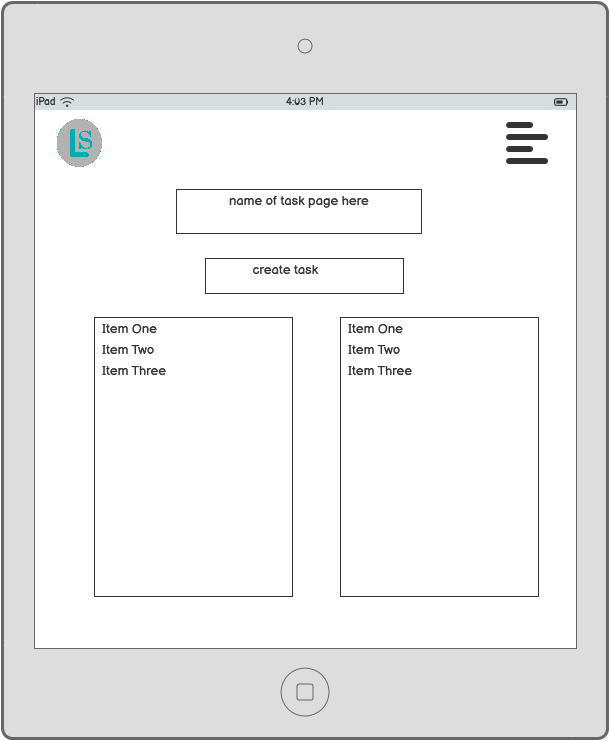 iPad 4:03 PM
LS
name of task page here
create task
Item One
Item Two
Item Three
Item One
Item Two
Item Three